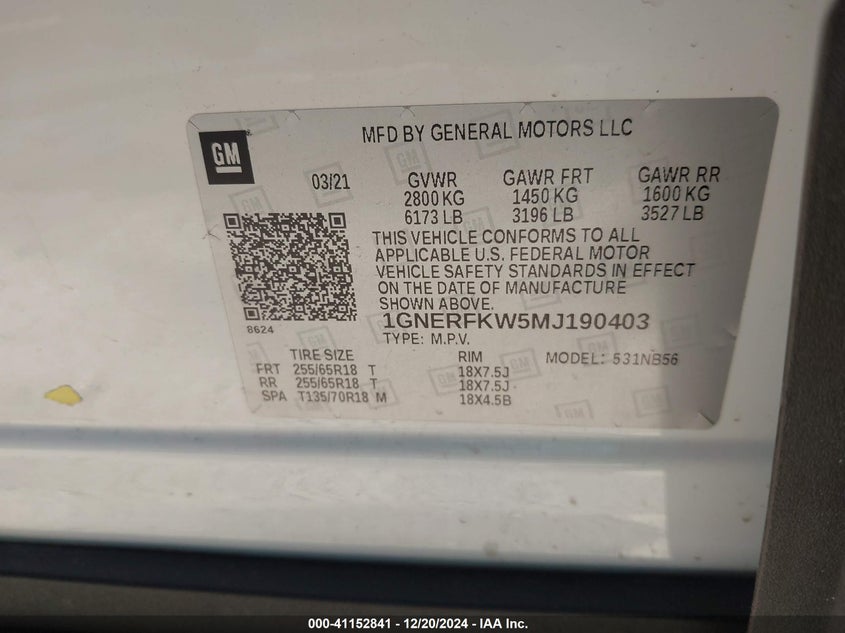 MFD BY GENERAL MOTORS LLC
GM
03/21 GVWR GAWR FRT GAWR RR
2800 KG 1450 KG 1600 KG
6173 LB 3196 LB 3527 LB
THIS VEHICLE CONFORMS TO ALL
APPLICABLE U.S. FEDERAL MOTOR
VEHICLE SAFETY STANDARDS IN EFFECT
ON THE DATE OF MANUFACTURE
SHOWN ABOVE.
8624
1GNERFKW5MJ190403
TYPE: M.P.V.
TIRE SIZE RIM MODEL: 531NB56
FRT 255/65R18 T 18X7.5J
RR 255/65R18 T 18X7.5J
SPA T135/70R18 M 18X4.5B
000-41152841 - 12/20/2024 - IAA Inc.